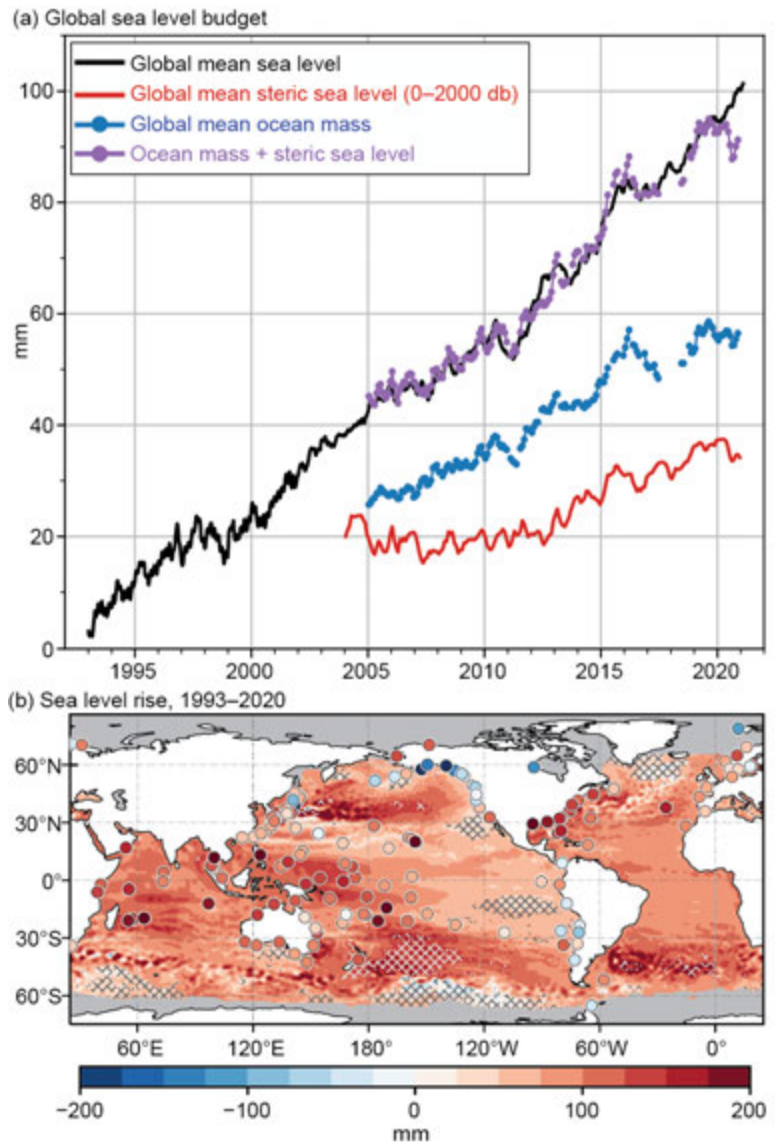 (a) Global sea level budget
Global mean sea level
Global mean steric sea level (0–2000 db)
Global mean ocean mass
Ocean mass + steric sea level
100
80
60
40
20
0
mm
1995 2000 2005 2010 2015 2020
(b) Sea level rise, 1993–2020
60°N
30°N
0°
30°S
60°S
60°E 120°E 180° 120°W 60°W 0°
−200 −100 0 100 200
mm